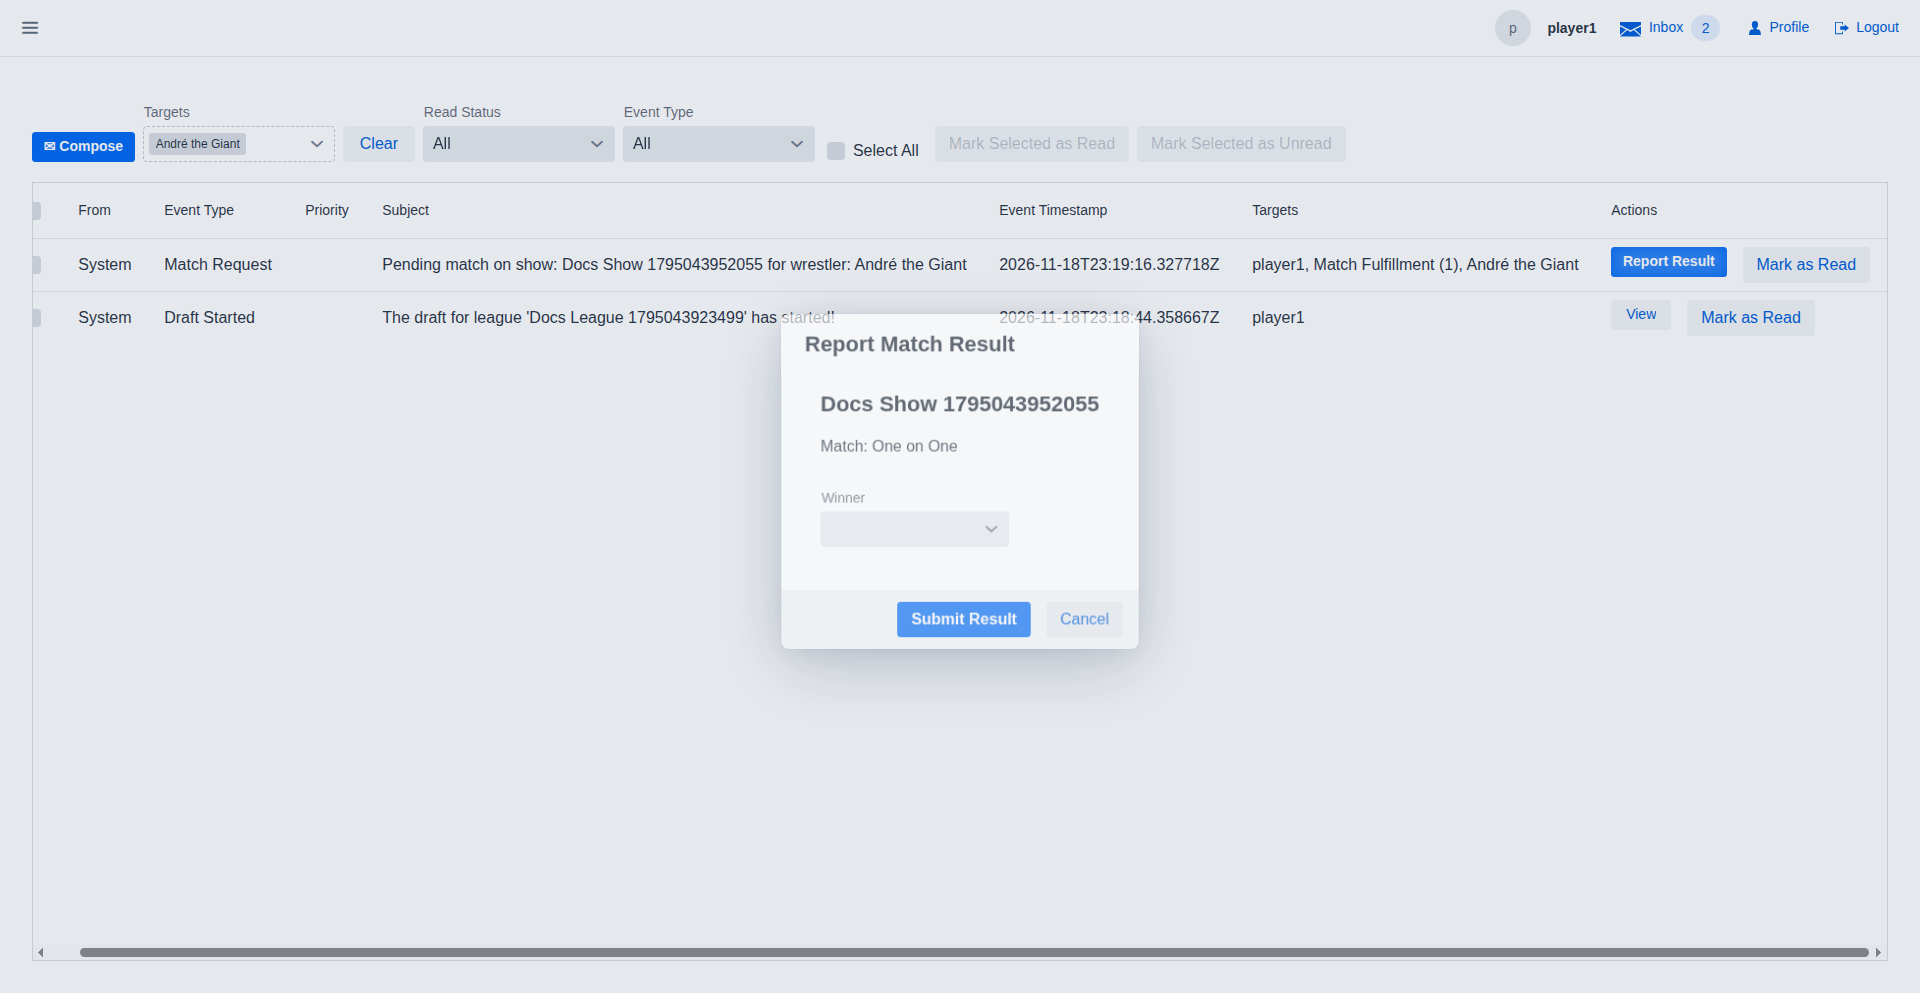 p player1 Inbox 2 Profile Logout
Targets Read Status Event Type
✉ Compose André the Giant Clear All All Select All Mark Selected as Read Mark Selected as Unread
From Event Type Priority Subject Event Timestamp Targets Actions
System Match Request Pending match on show: Docs Show 1795043952055 for wrestler: André the Giant 2026-11-18T23:19:16.327718Z player1, Match Fulfillment (1), André the Giant Report Result Mark as Read
System Draft Started The draft for league 'Docs League 1795043923499' has started! 2026-11-18T23:18:44.358667Z player1 View Mark as Read
Report Match Result
Docs Show 1795043952055
Match: One on One
Winner
Submit Result Cancel